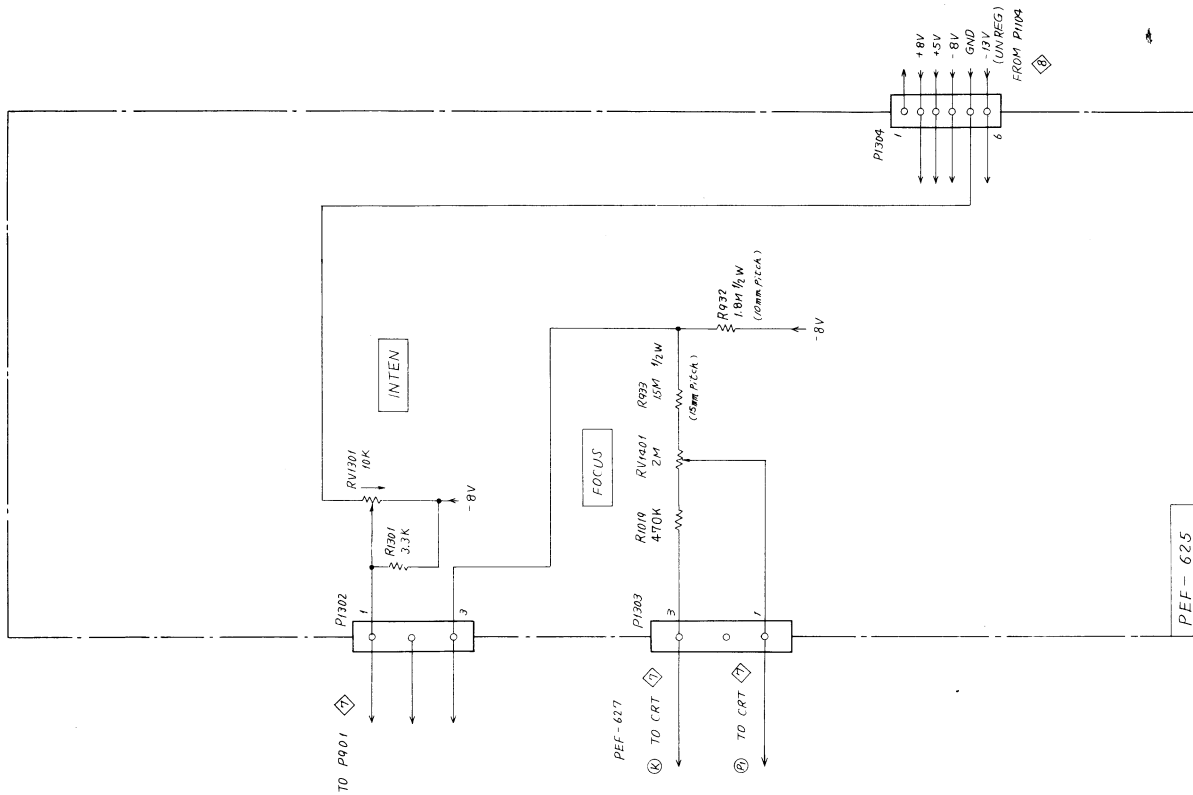 TO P901 7
P1302
1
3
R1301
3.3K
RV1301
10K
-8V
INTEN
PEF-627
K TO CRT 7
P1 TO CRT 7
P1303
3
1
R1019
470K
RV1401
2M
R933
15M 1/2W
(15mm Pitch)
FOCUS
R932
1.8M 1/2W
(10mm Pitch)
-8V
P1304
1
6
+8V
+5V
-8V
GND
-13V
(UNREG)
FROM P1104
8
PEF-625